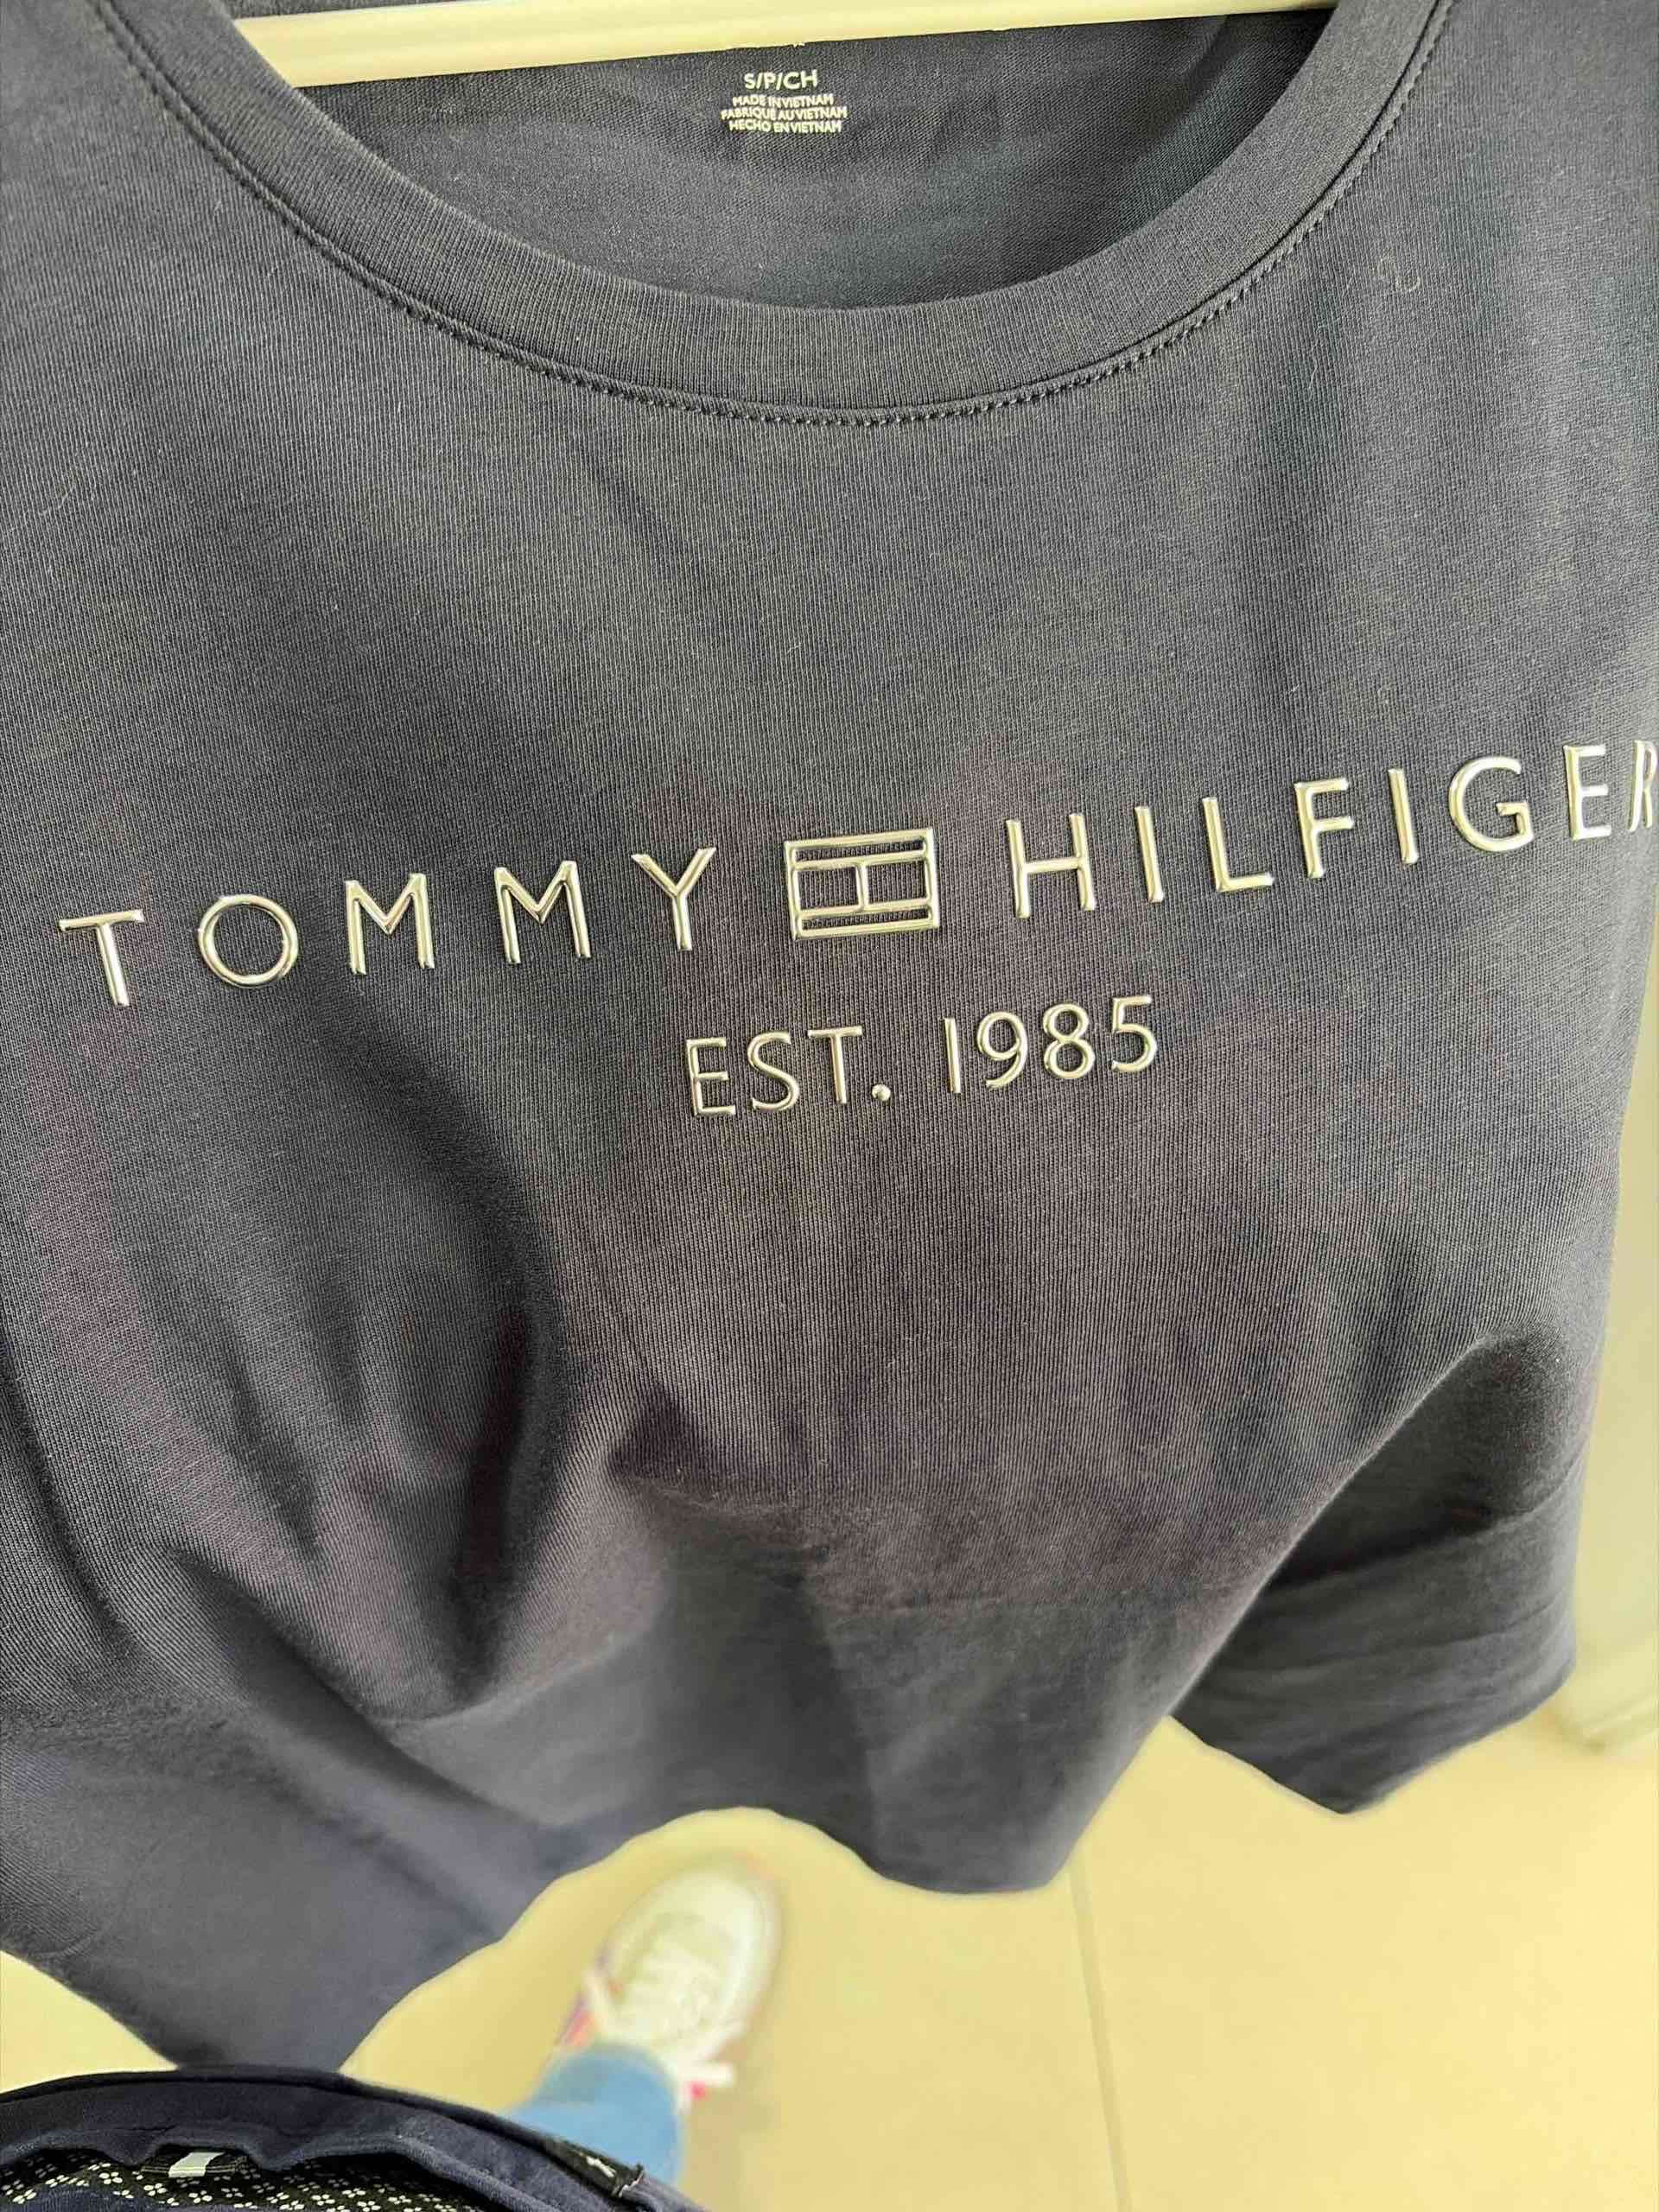 S/P/CH
MADE IN VIETNAM
FABRIQUÉ AU VIETNAM
HECHO EN VIETNAM
TOMMY HILFIGER
EST. 1985